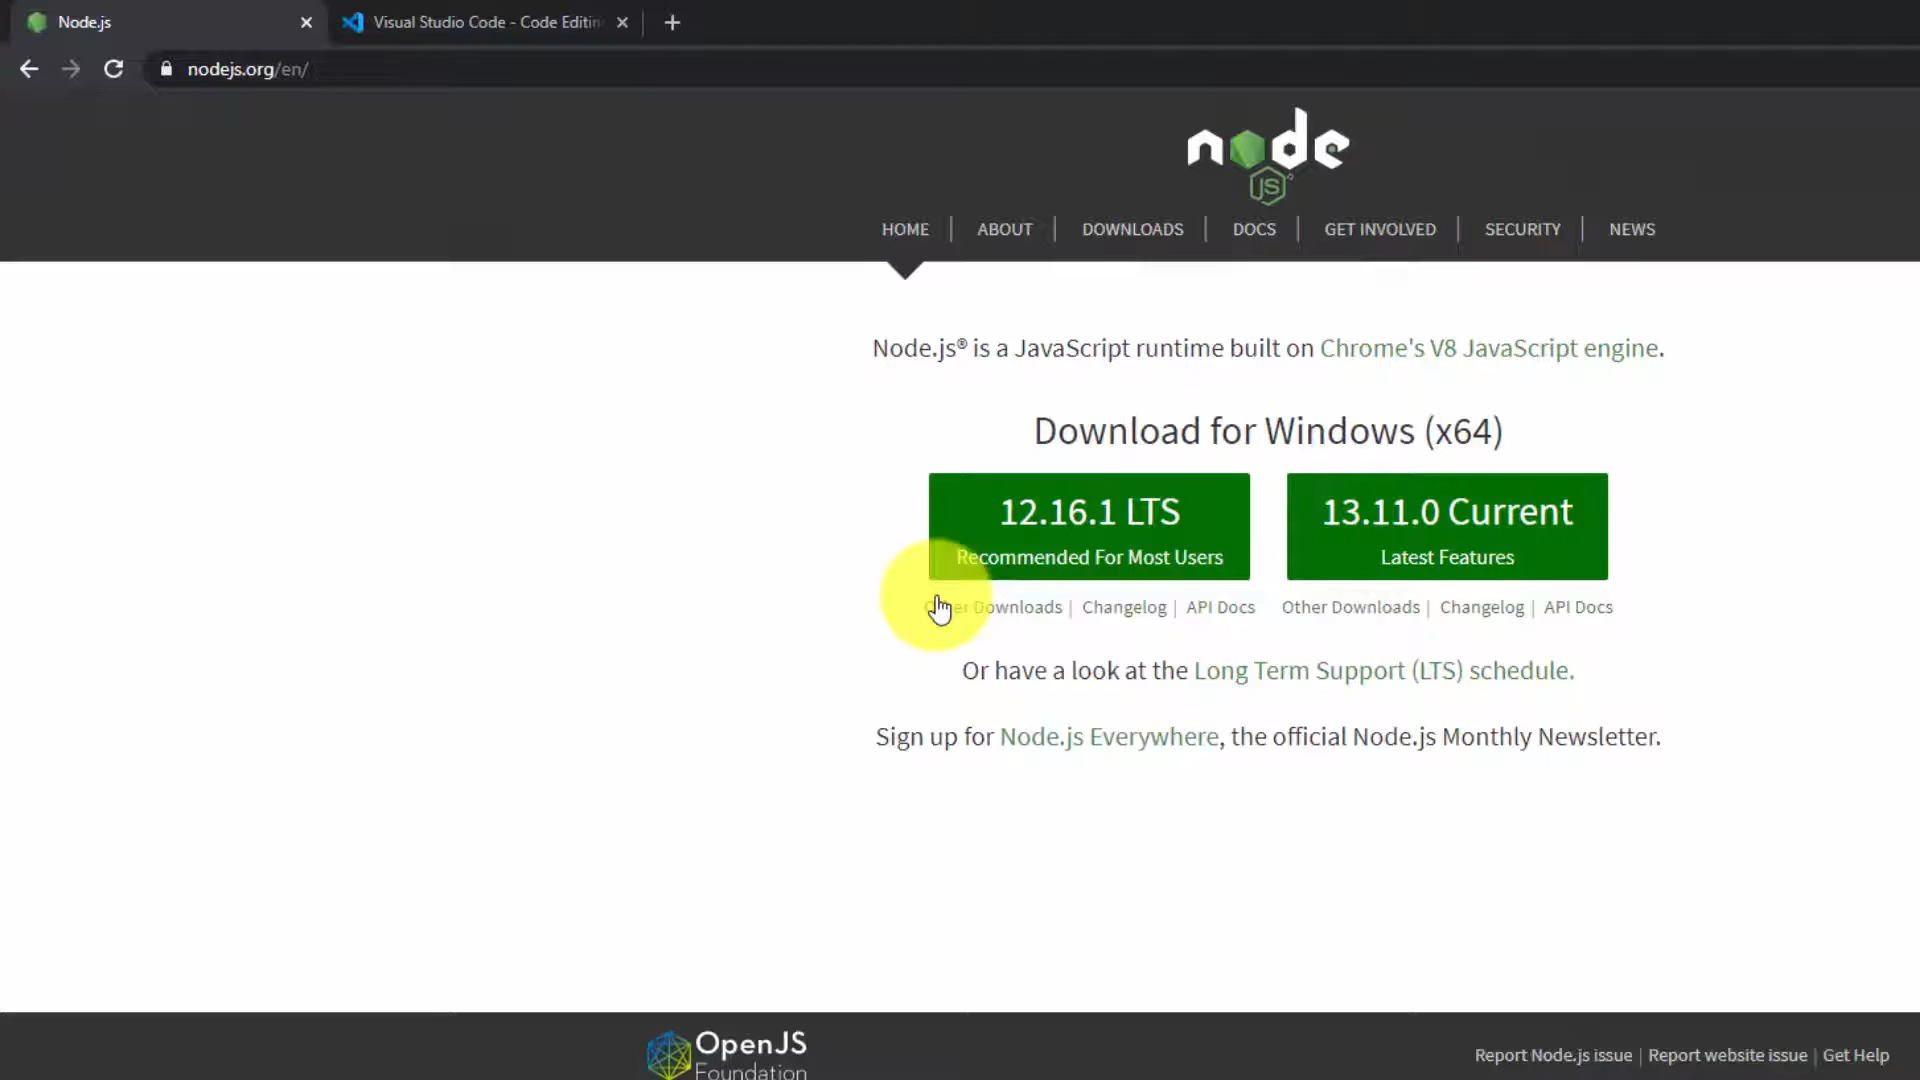 Node.js
Visual Studio Code - Code Editin
nodejs.org/en/
node
JS
HOME | ABOUT | DOWNLOADS | DOCS | GET INVOLVED | SECURITY | NEWS
Node.js® is a JavaScript runtime built on Chrome's V8 JavaScript engine.
Download for Windows (x64)
12.16.1 LTS
Recommended For Most Users
13.11.0 Current
Latest Features
Other Downloads | Changelog | API Docs
Other Downloads | Changelog | API Docs
Or have a look at the Long Term Support (LTS) schedule.
Sign up for Node.js Everywhere, the official Node.js Monthly Newsletter.
OpenJS
Foundation
Report Node.js issue | Report website issue | Get Help